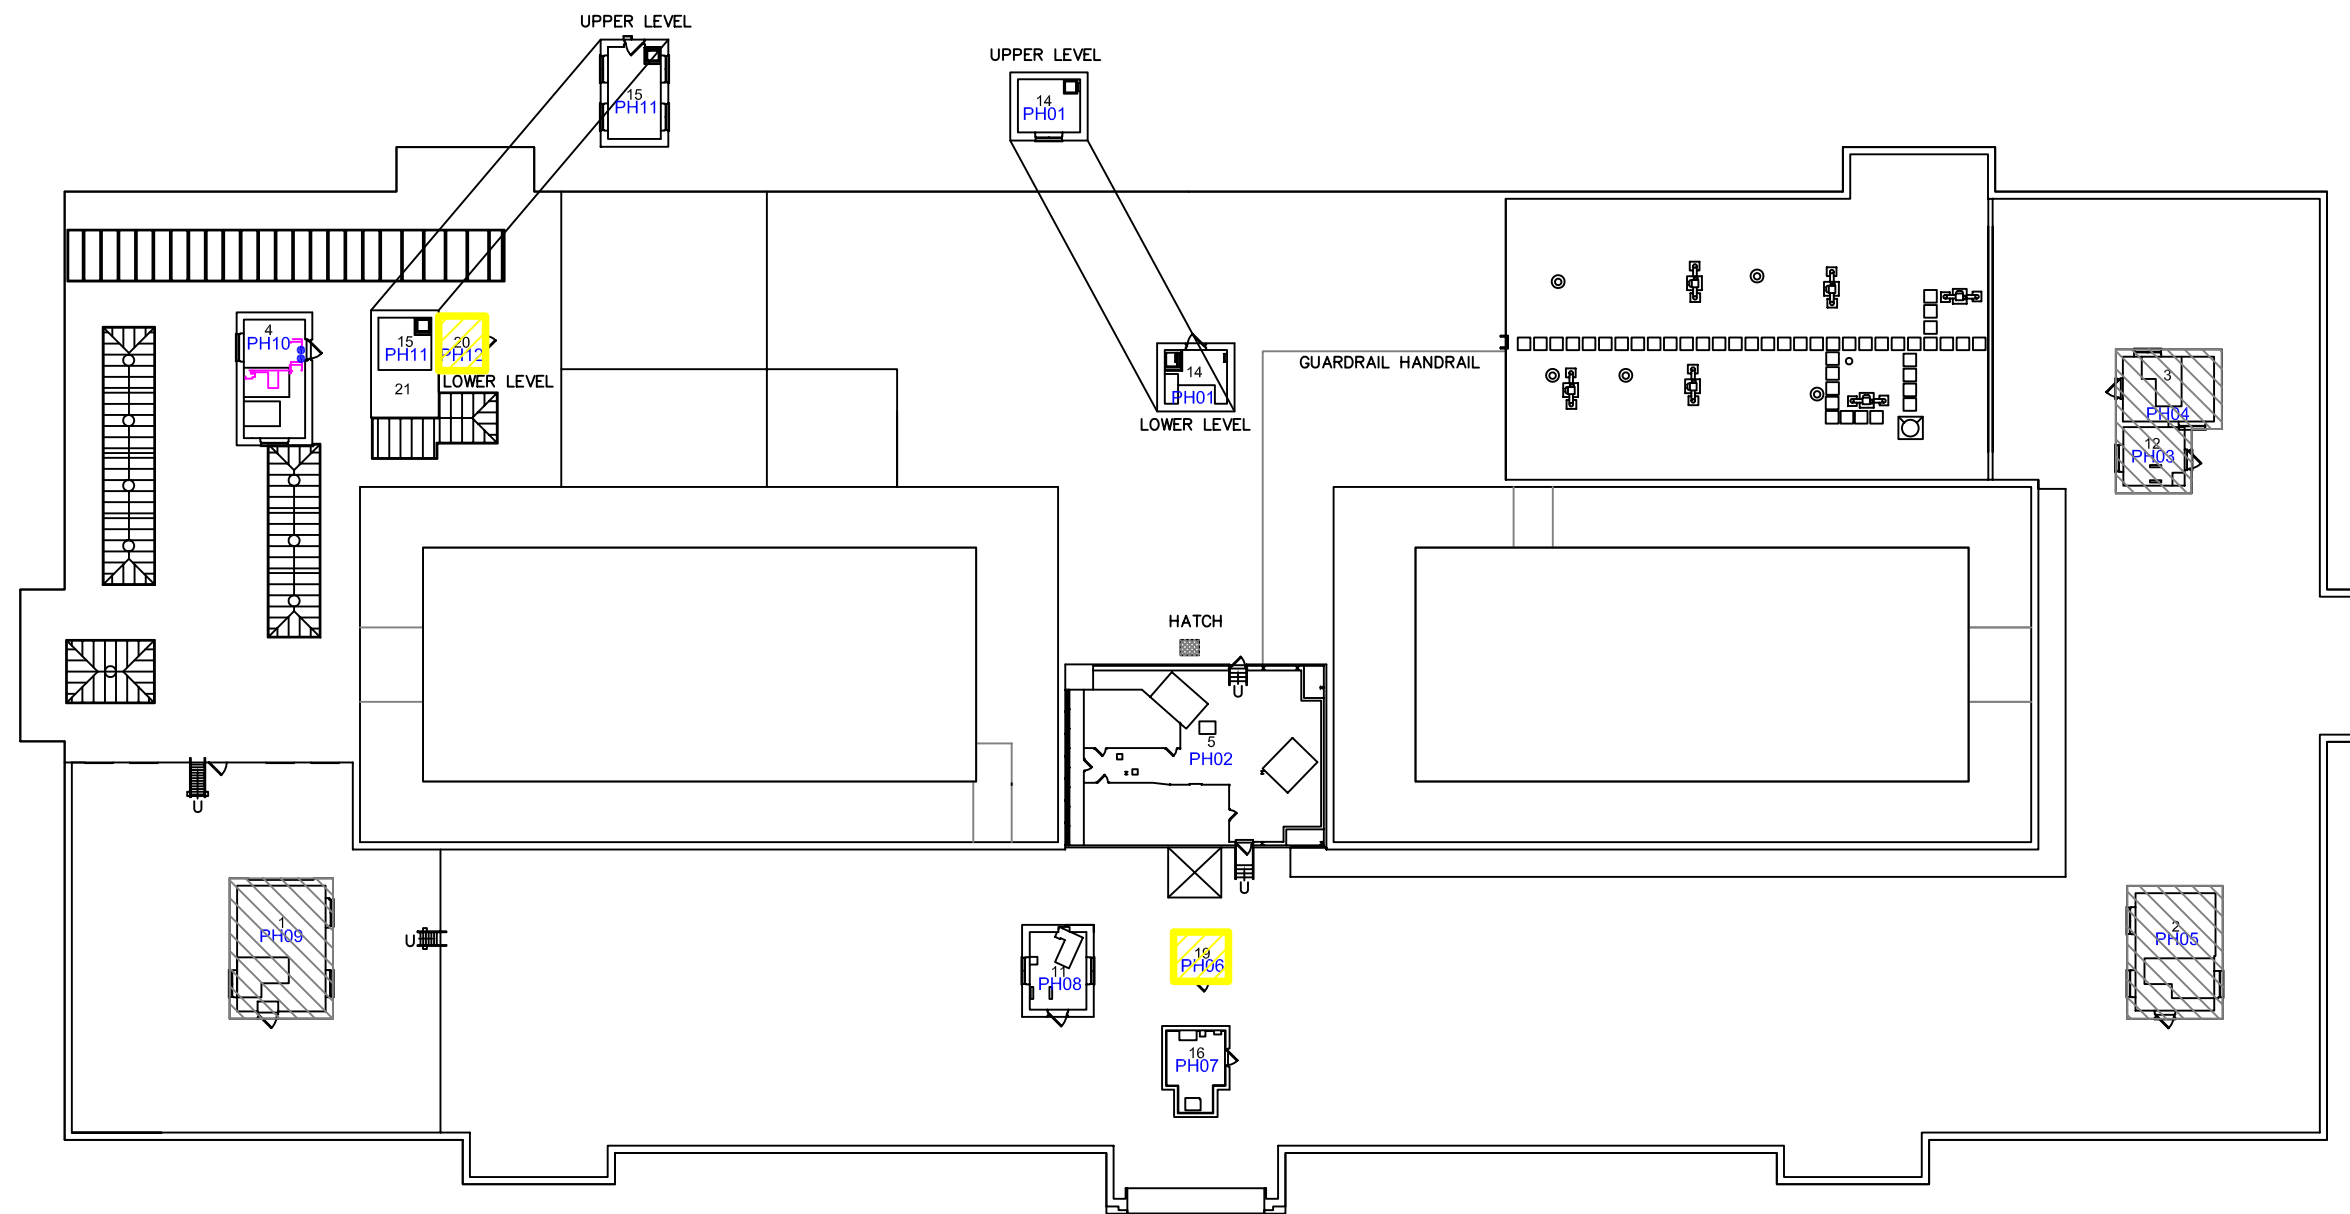 UPPER LEVEL
15
PH11
UPPER LEVEL
14
PH01
4
PH10
15
PH11
21
20
PH12
LOWER LEVEL
14
PH01
LOWER LEVEL
GUARDRAIL HANDRAIL
3
PH04
12
PH03
HATCH
U
5
PH02
U
U
1
PH09
U
11
PH08
19
PH06
16
PH07
2
PH05